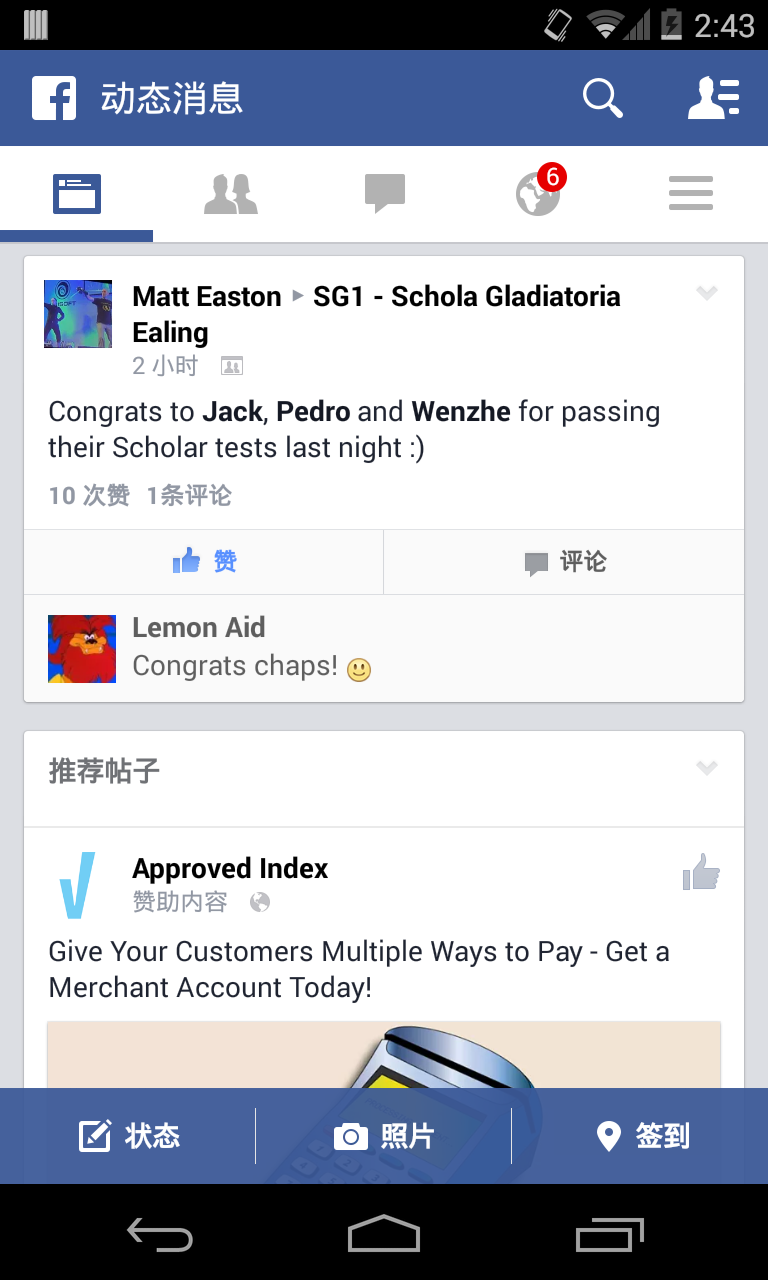 2:43
动态消息
6
Matt Easton ▸ SG1 - Schola Gladiatoria
Ealing
2 小时
Congrats to Jack, Pedro and Wenzhe for passing
their Scholar tests last night :)
10 次赞 1条评论
赞 评论
Lemon Aid
Congrats chaps!
推荐帖子
Approved Index
赞助内容
Give Your Customers Multiple Ways to Pay - Get a
Merchant Account Today!
状态 照片 签到